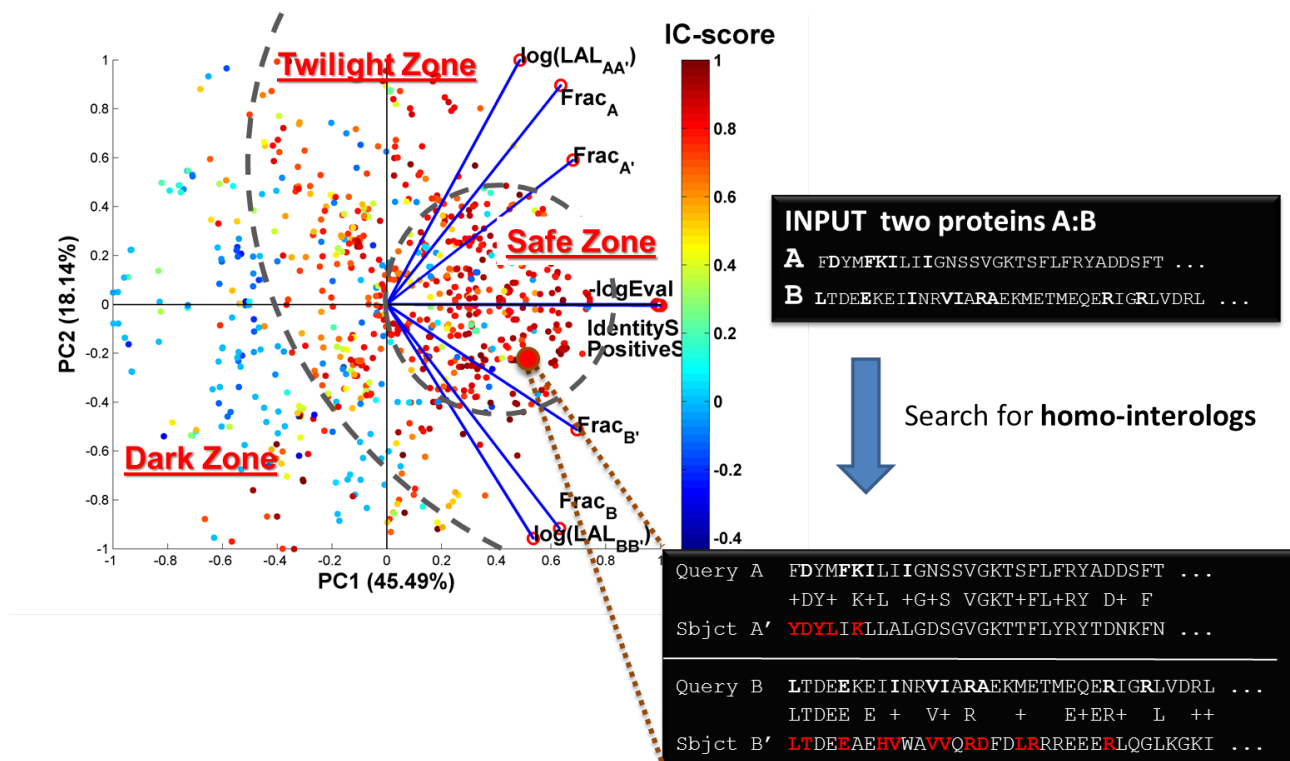 IC-score
Twilight Zone
log(LAL_AA')
Frac_A
Frac_A'
Safe Zone
-logEval
IdentityS
PositiveS
Frac_B'
Dark Zone
Frac_B
log(LAL_BB')
PC2 (18.14%)
1
0.8
0.6
0.4
0.2
0
-0.2
-0.4
-0.6
-0.8
-1
-1
-0.8
-0.6
-0.4
-0.2
0
0.2
0.4
0.6
0.8
1
PC1 (45.49%)
1
0.8
0.6
0.4
0.2
0
-0.2
-0.4
INPUT two proteins A:B
A FDYMFKILIIGNSSVGKTSFLFRYADDSFT ...
B LTDEEKEIINRVIARAEKMETMEQERIGRLVDRL ...
Search for homo-interologs
Query A FDYMFKILIIGNSSVGKTSFLFRYADDSFT ...
+DY+ K+L +G+S VGKT+FL+RY D+ F
Sbjct A' YDYLIKLLALGDSGVGKTTFLYRYTDNKFN ...
Query B LTDEEKEIINRVIARAEKMETMEQERIGRLVDRL ...
LTDEE E + V+ R + E+ER+ L ++
Sbjct B' LTDEEAEHVWAVVQRDFDLRRREEERLQGLKGKI ...